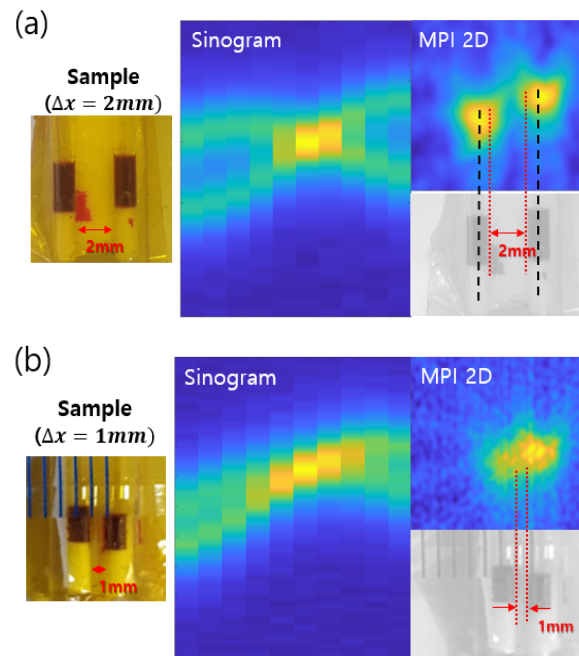 (a)
Sample
(Δx = 2mm)
2mm
Sinogram
MPI 2D
2mm
(b)
Sample
(Δx = 1mm)
1mm
Sinogram
MPI 2D
1mm